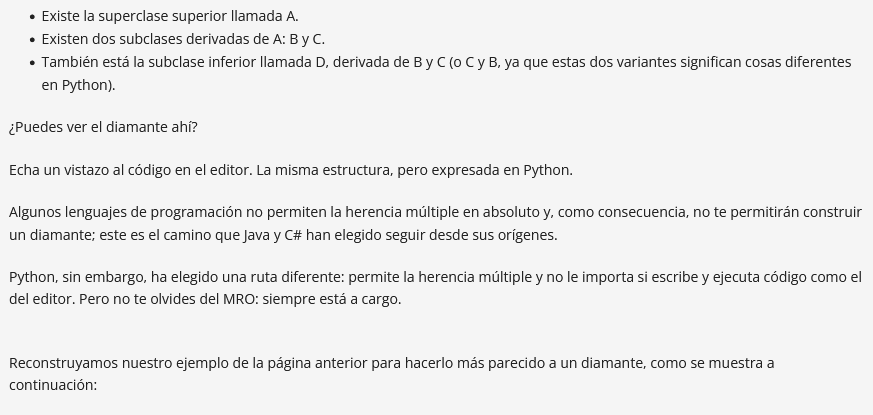 • Existe la superclase superior llamada A.
• Existen dos subclases derivadas de A: B y C.
• También está la subclase inferior llamada D, derivada de B y C (o C y B, ya que estas dos variantes significan cosas diferentes
en Python).
¿Puedes ver el diamante ahí?
Echa un vistazo al código en el editor. La misma estructura, pero expresada en Python.
Algunos lenguajes de programación no permiten la herencia múltiple en absoluto y, como consecuencia, no te permitirán construir
un diamante; este es el camino que Java y C# han elegido seguir desde sus orígenes.
Python, sin embargo, ha elegido una ruta diferente: permite la herencia múltiple y no le importa si escribe y ejecuta código como el
del editor. Pero no te olvides del MRO: siempre está a cargo.
Reconstruyamos nuestro ejemplo de la página anterior para hacerlo más parecido a un diamante, como se muestra a
continuación: